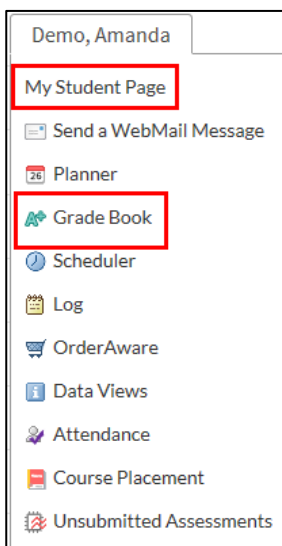 Demo, Amanda
My Student Page
Send a WebMail Message
26 Planner
A+ Grade Book
Scheduler
Log
OrderAware
i Data Views
Attendance
Course Placement
Unsubmitted Assessments